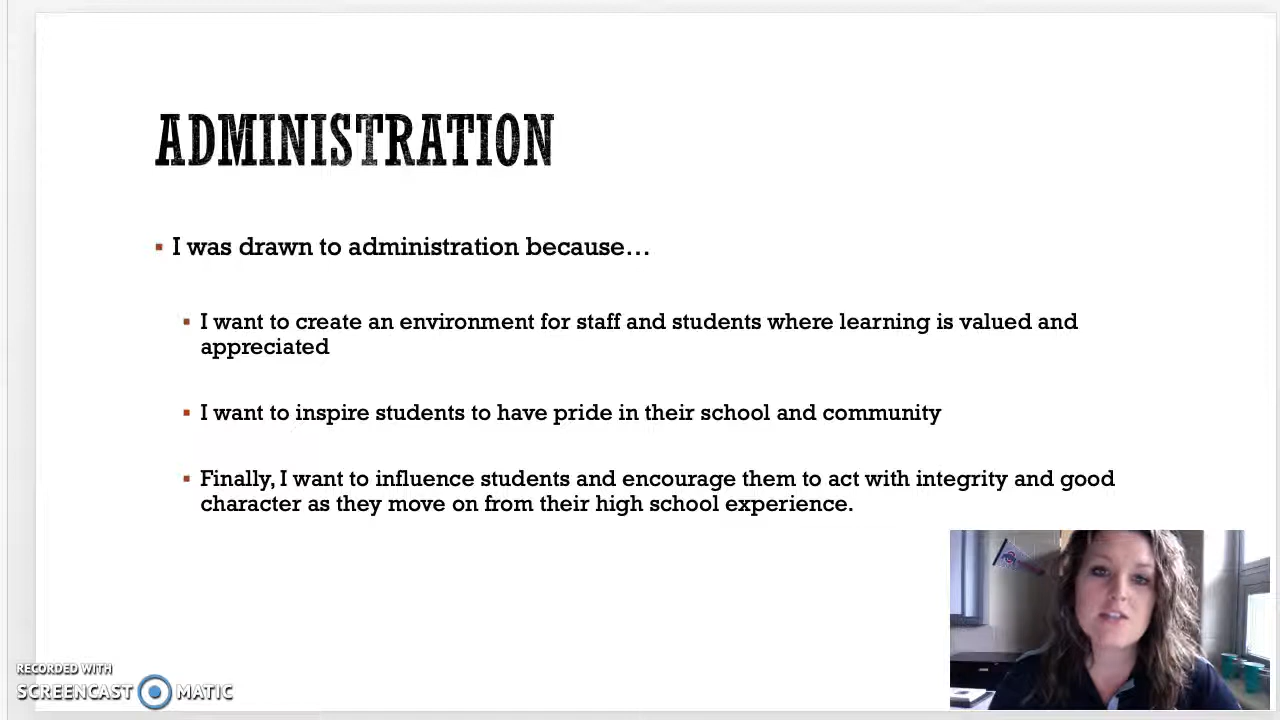 ADMINISTRATION
▪ I was drawn to administration because…
▪ I want to create an environment for staff and students where learning is valued and
appreciated
▪ I want to inspire students to have pride in their school and community
▪ Finally, I want to influence students and encourage them to act with integrity and good
character as they move on from their high school experience.
RECORDED WITH
SCREENCAST MATIC